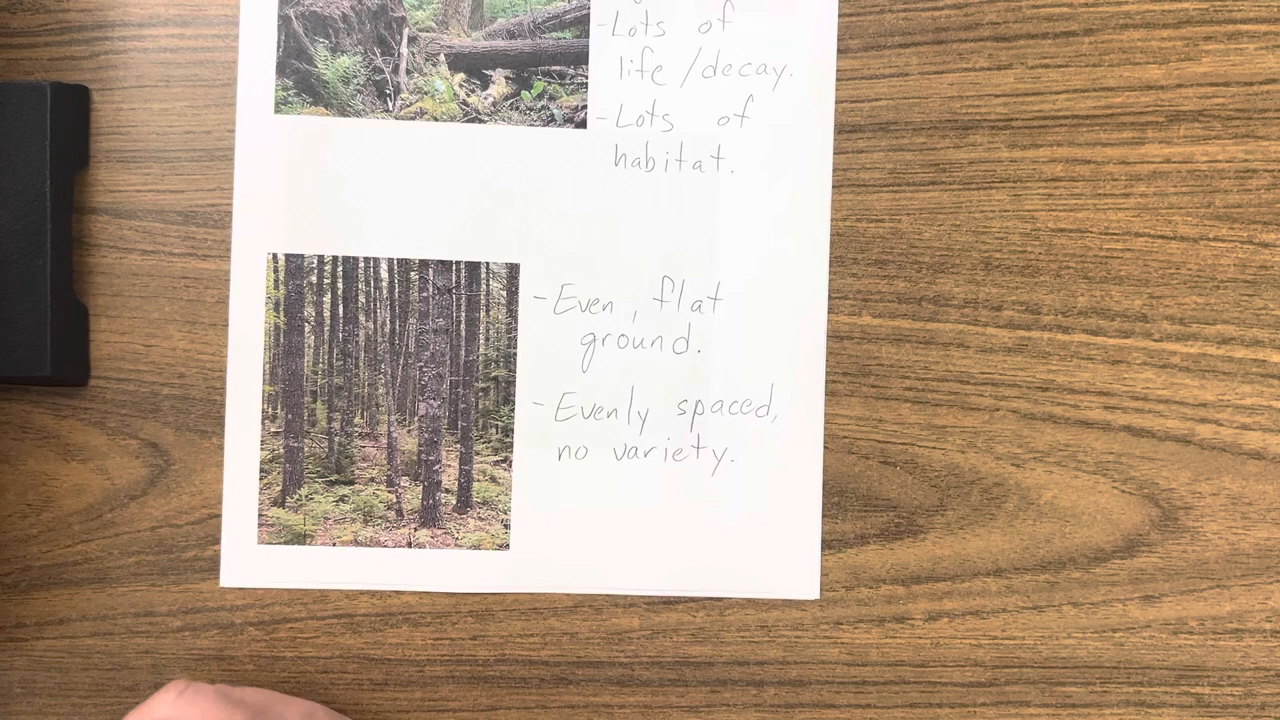 -Lots of
life/decay.
-Lots of
habitat.
-Even, flat
ground.
-Evenly spaced,
no variety.